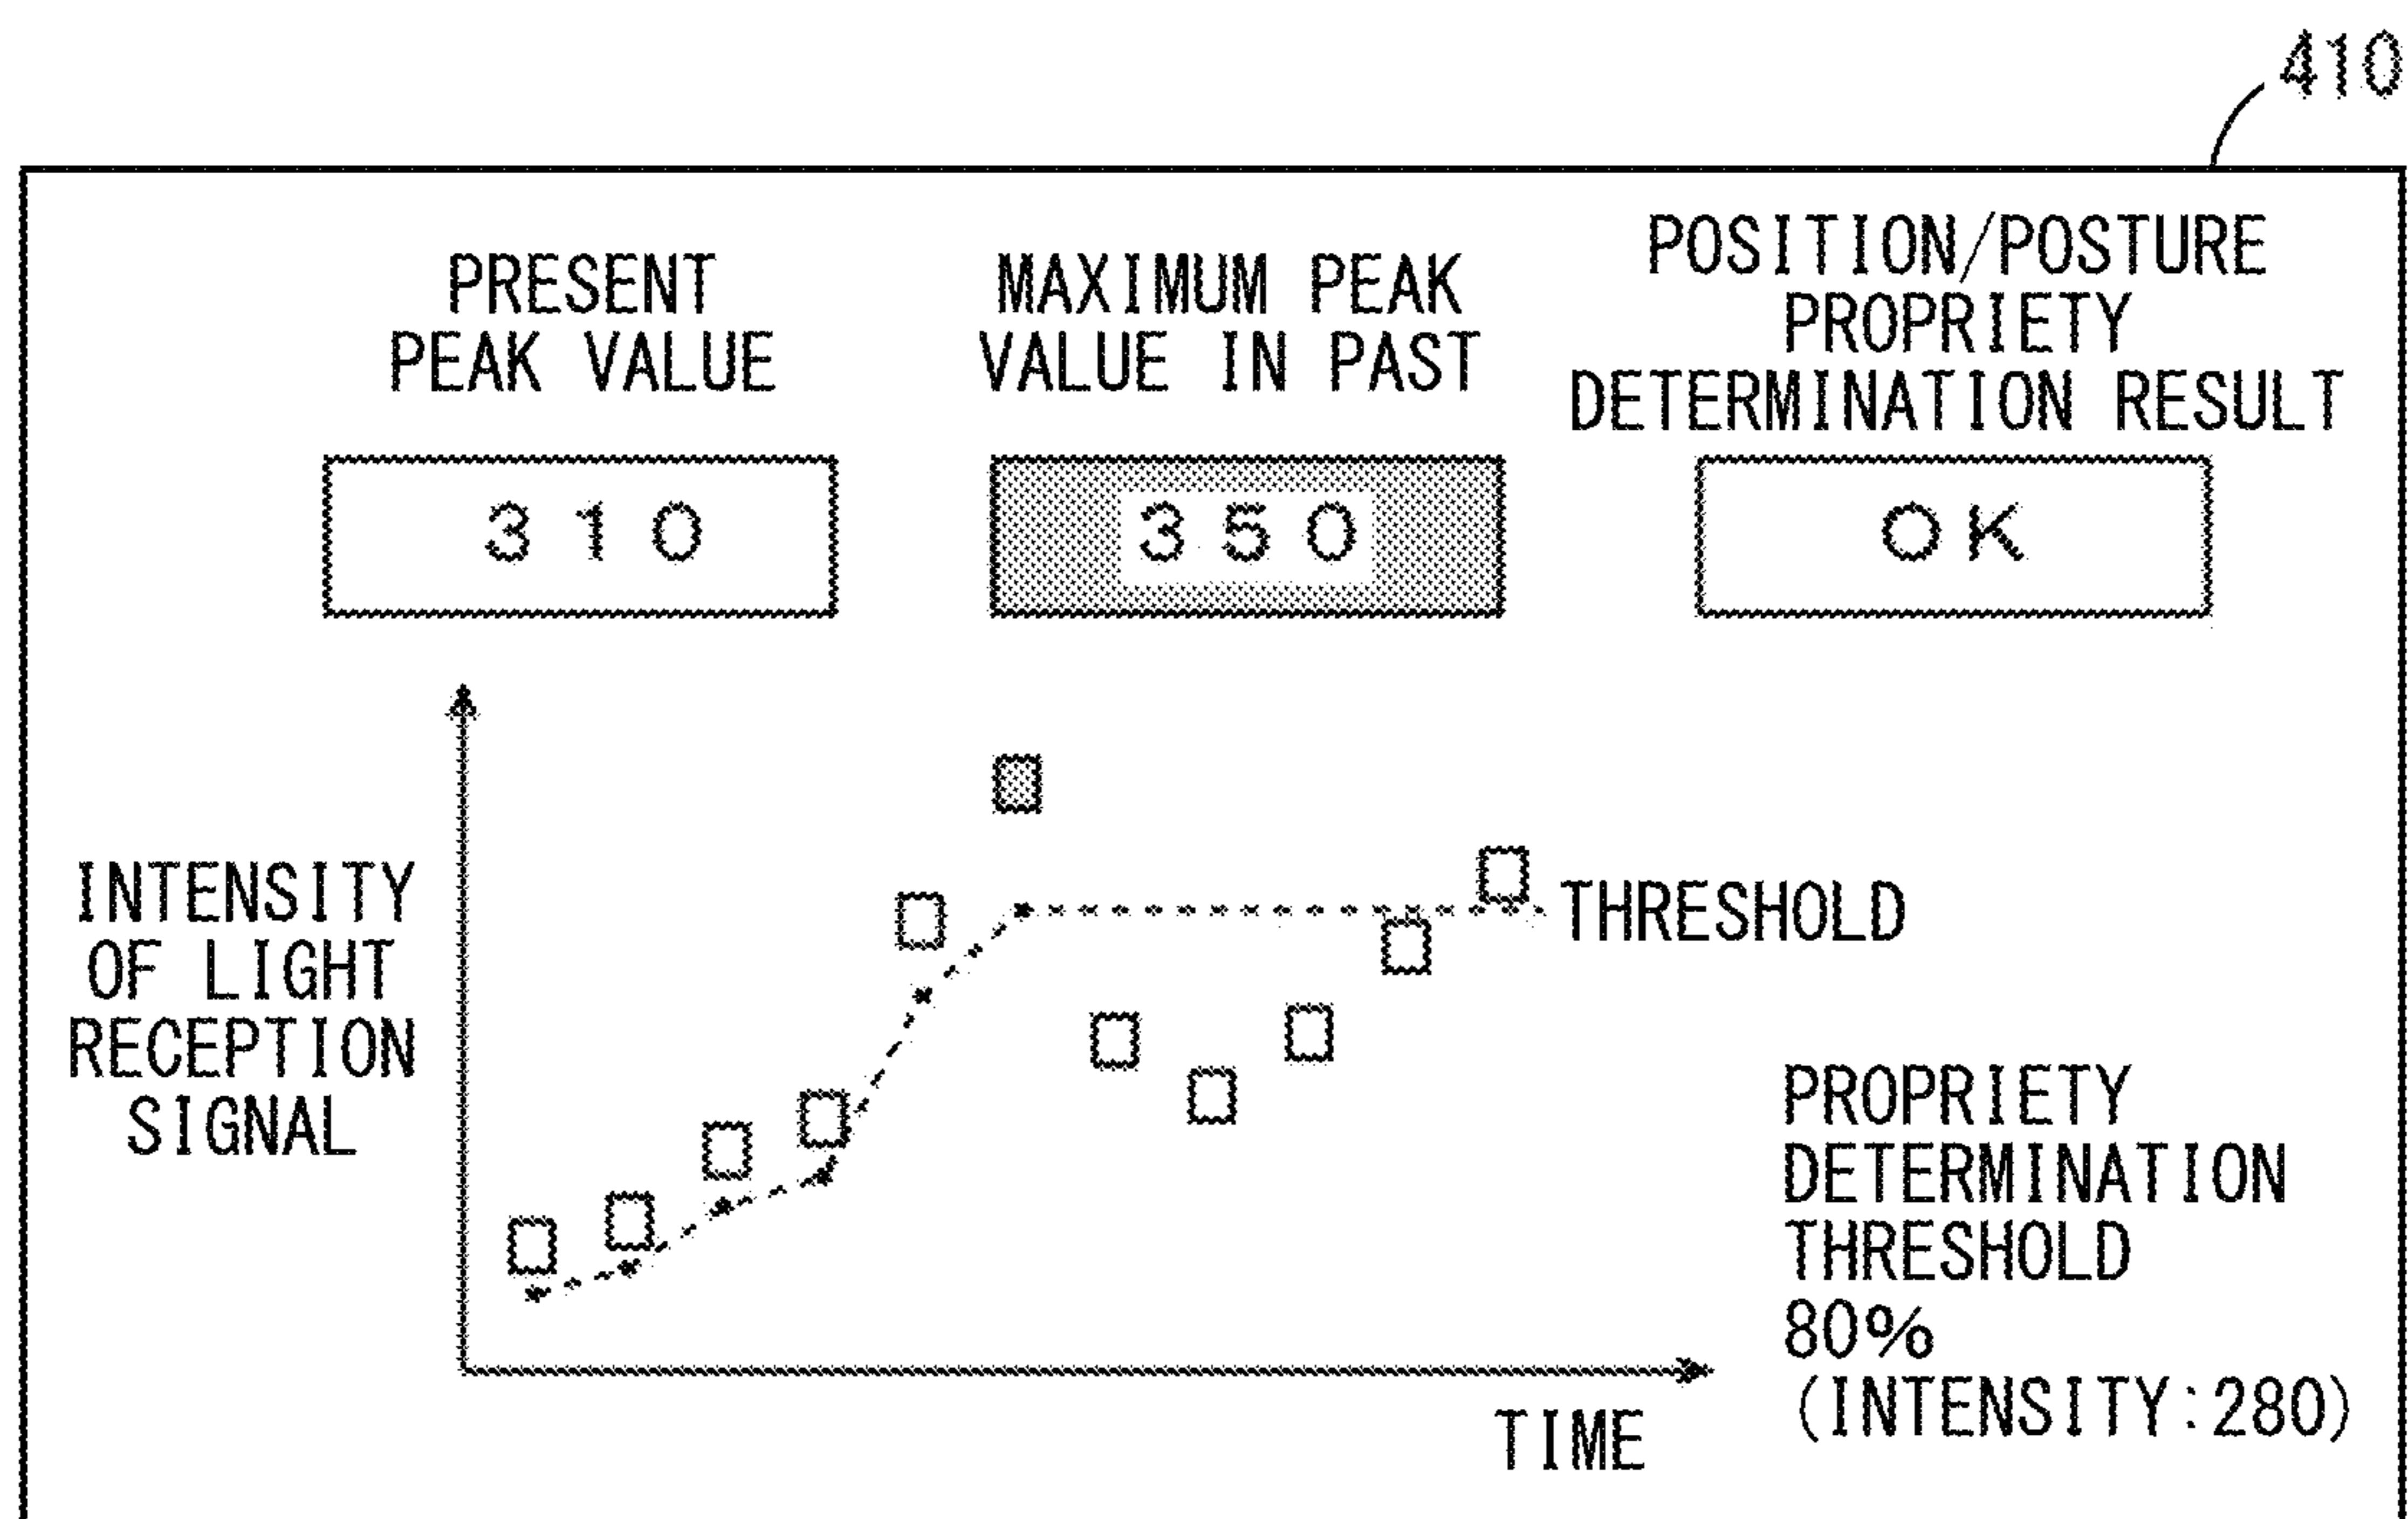 410
PRESENT
PEAK VALUE
MAXIMUM PEAK
VALUE IN PAST
POSITION/POSTURE
PROPRIETY
DETERMINATION RESULT
310
350
OK
INTENSITY
OF LIGHT
RECEPTION
SIGNAL
THRESHOLD
PROPRIETY
DETERMINATION
THRESHOLD
80%
(INTENSITY:280)
TIME